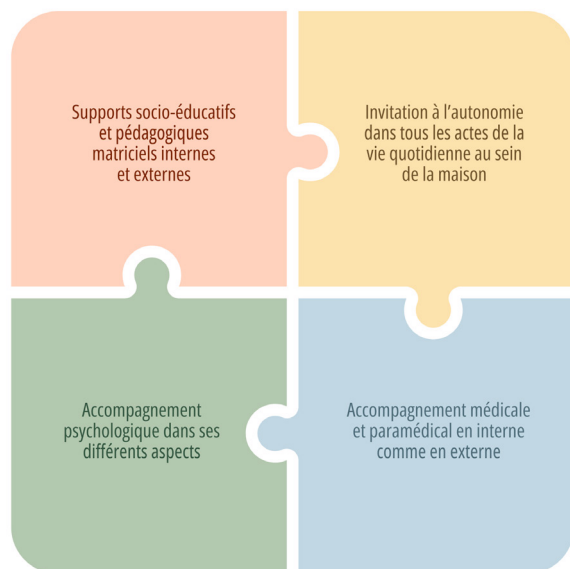 Supports socio-éducatifs
et pédagogiques
matriciels internes
et externes
Invitation à l'autonomie
dans tous les actes de la
vie quotidienne au sein
de la maison
Accompagnement
psychologique dans ses
différents aspects
Accompagnement médicale
et paramédical en interne
comme en externe